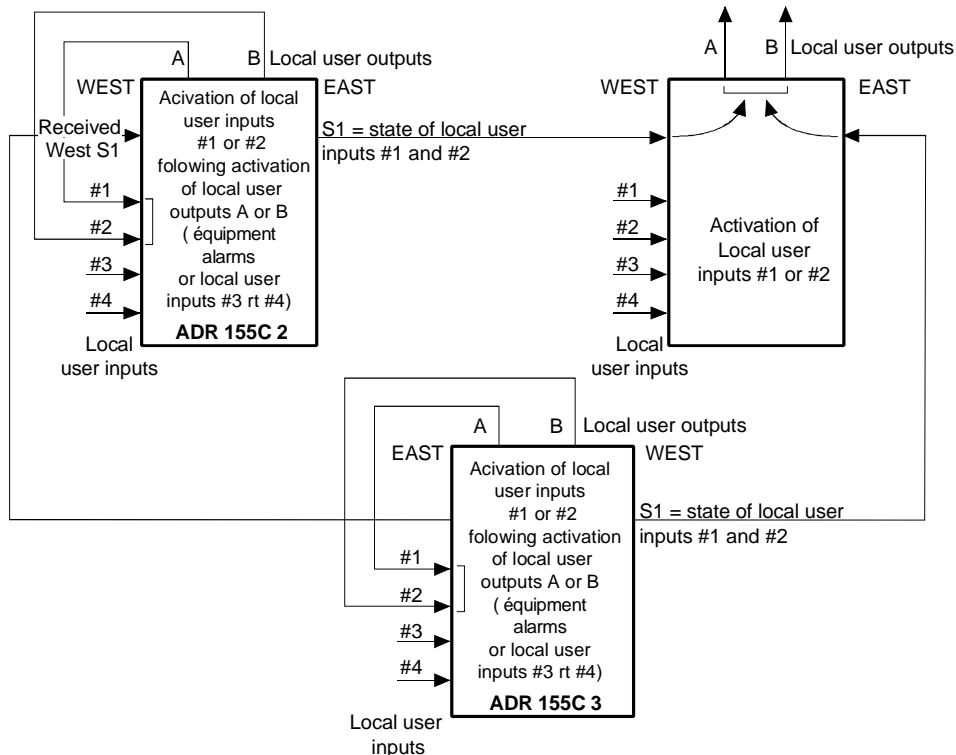 A
B
Local user outputs
WEST
EAST
Received
West S1
Acivation of local
user inputs
#1 or #2
folowing activation
of local user
outputs A or B
( équipment
alarms
or local user
inputs #3 rt #4)
ADR 155C 2
#1
#2
#3
#4
Local
user inputs
S1 = state of local user
inputs #1 and #2
A
B
Local user outputs
WEST
EAST
#1
#2
#3
#4
Activation of
Local user
inputs #1 or #2
Local
user inputs
A
B
Local user outputs
EAST
WEST
Acivation of local
user inputs
#1 or #2
folowing activation
of local user
outputs A or B
( équipment
alarms
or local user
inputs #3 rt #4)
ADR 155C 3
#1
#2
#3
#4
Local user
inputs
S1 = state of local user
inputs #1 and #2